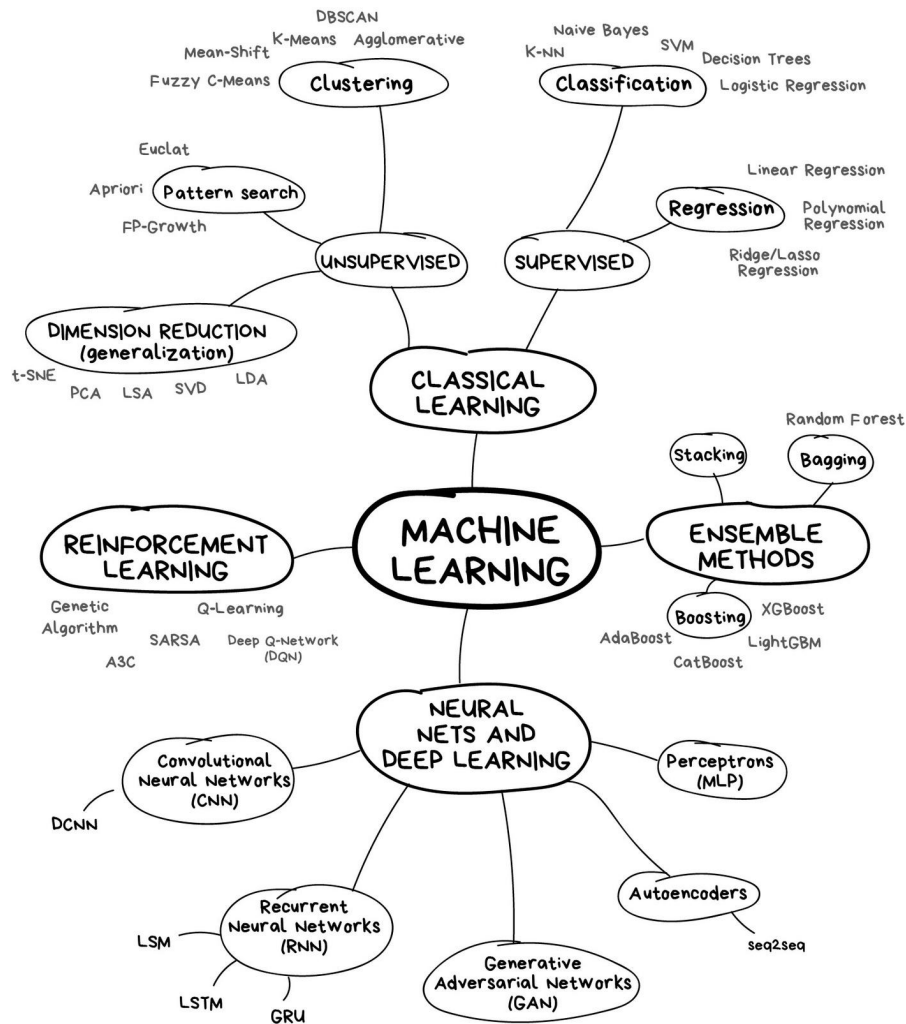 DBSCAN
K-Means
Agglomerative
Mean-Shift
Fuzzy C-Means
Clustering
Naive Bayes
K-NN
SVM
Decision Trees
Logistic Regression
Classification
Euclat
Apriori
Pattern search
FP-Growth
Linear Regression
Regression
Polynomial
Regression
Ridge/Lasso
Regression
UNSUPERVISED
SUPERVISED
DIMENSION REDUCTION
(generalization)
t-SNE
PCA
LSA
SVD
LDA
CLASSICAL
LEARNING
Random Forest
Stacking
Bagging
REINFORCEMENT
LEARNING
MACHINE
LEARNING
ENSEMBLE
METHODS
Genetic
Algorithm
Q-Learning
SARSA
Deep Q-Network
(DQN)
A3C
Boosting
XGBoost
AdaBoost
LightGBM
CatBoost
NEURAL
NETS AND
DEEP LEARNING
Convolutional
Neural Networks
(CNN)
DCNN
Perceptrons
(MLP)
Autoencoders
seq2seq
Recurrent
Neural Networks
(RNN)
LSM
LSTM
GRU
Generative
Adversarial Networks
(GAN)